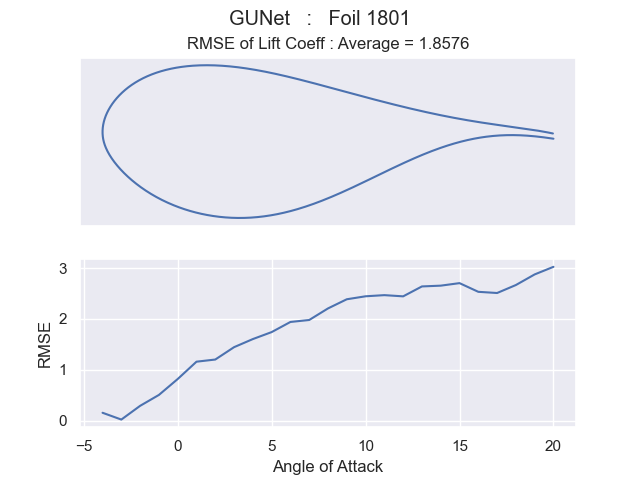 GUNet   :   Foil 1801
RMSE of Lift Coeff : Average = 1.8576
3
2
1
0
RMSE
−5 0 5 10 15 20
Angle of Attack